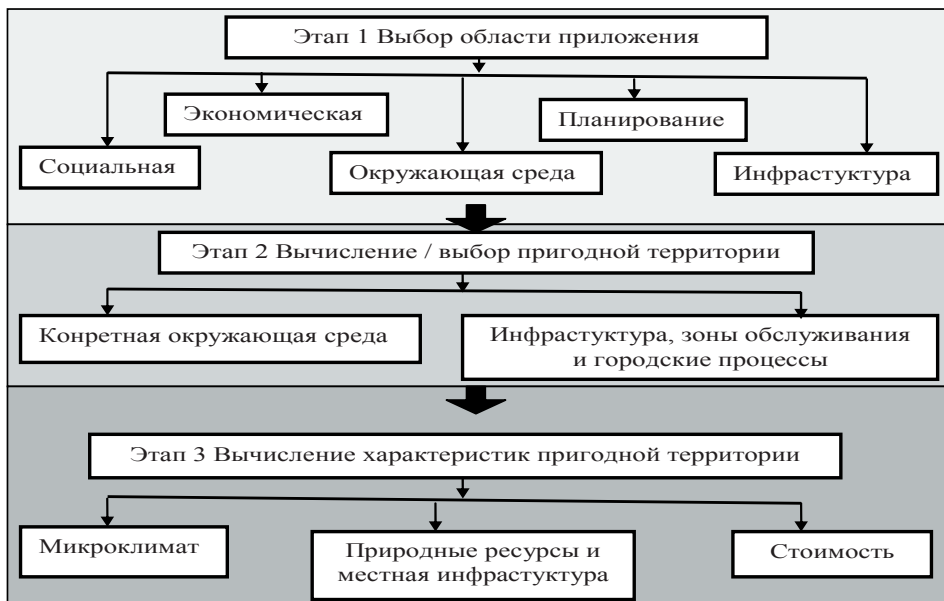 Этап 1 Выбор области приложения
Экономическая
Планирование
Социальная
Окружающая среда
Инфрастуктура
Этап 2 Вычисление / выбор пригодной территории
Конретная окружающая среда
Инфрастуктура, зоны обслуживания
и городские процессы
Этап 3 Вычисление характеристик пригодной территории
Микроклимат
Природные ресурсы и
местная инфрастуктура
Стоимость